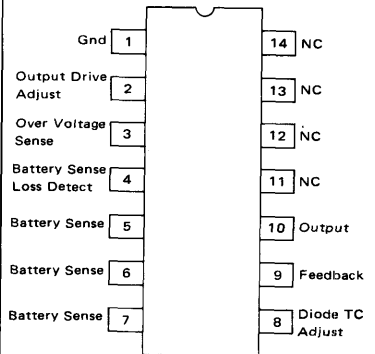 Gnd 1
14 NC
Output Drive
Adjust
2
13 NC
Over Voltage
Sense
3
12 NC
Battery Sense
Loss Detect
4
11 NC
Battery Sense 5
10 Output
Battery Sense 6
9 Feedback
Battery Sense 7
8
Diode TC
Adjust